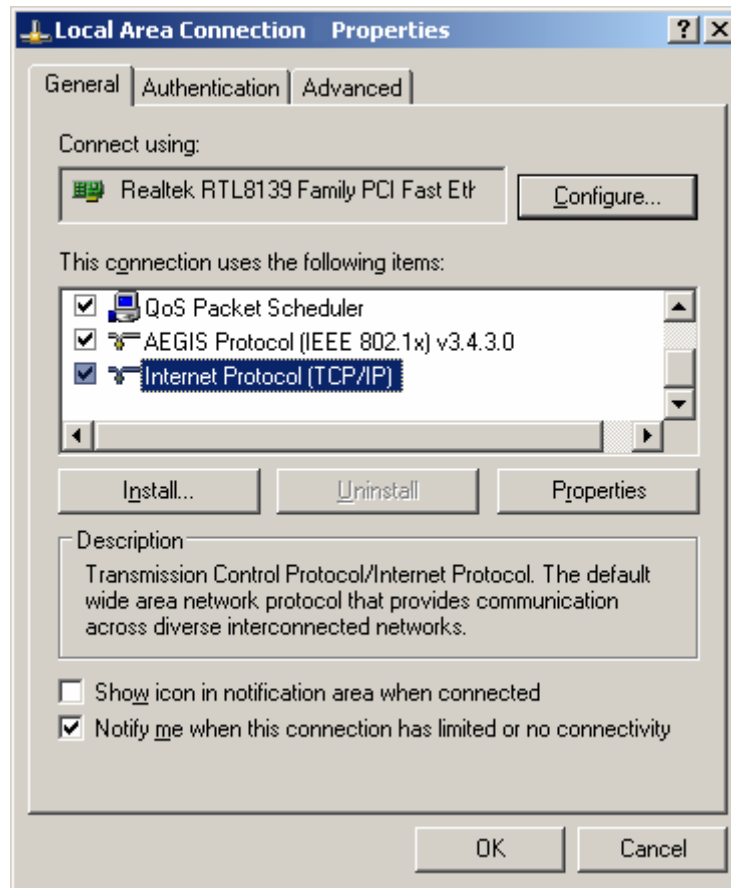 Local Area Connection Properties
General Authentication Advanced
Connect using:
Realtek RTL8139 Family PCI Fast Eth
Configure...
This connection uses the following items:
QoS Packet Scheduler
AEGIS Protocol (IEEE 802.1x) v3.4.3.0
Internet Protocol (TCP/IP)
Install... Uninstall Properties
Description
Transmission Control Protocol/Internet Protocol. The default
wide area network protocol that provides communication
across diverse interconnected networks.
Show icon in notification area when connected
Notify me when this connection has limited or no connectivity
OK Cancel